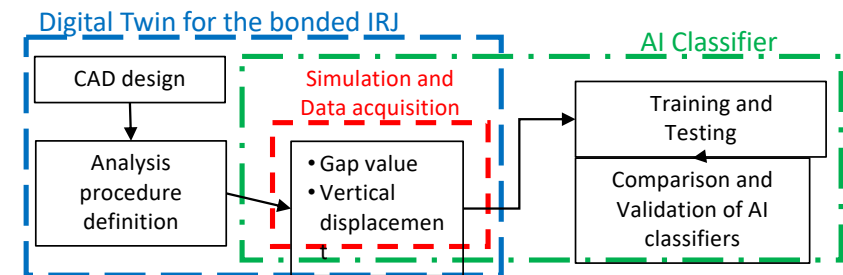 Digital Twin for the bonded IRJ
AI Classifier
CAD design
Simulation and
Data acquisition
Training and
Testing
Analysis
procedure
definition
• Gap value
• Vertical
displacemen
t
Comparison and
Validation of AI
classifiers